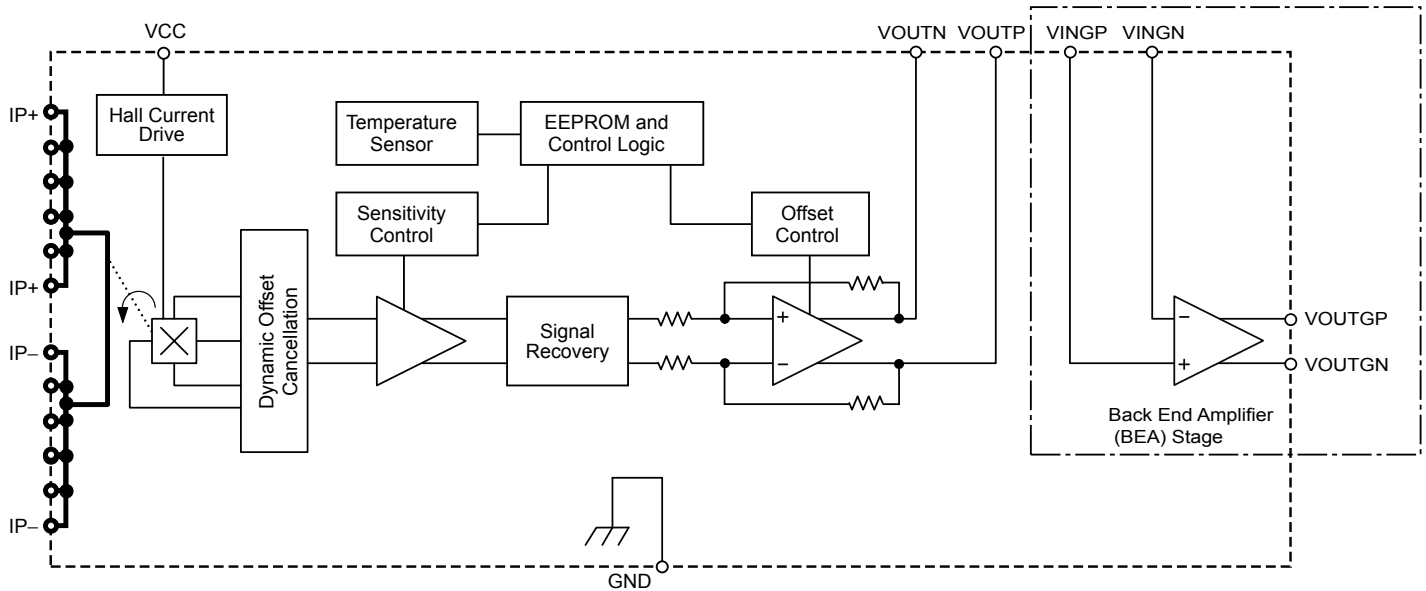 VCC
VOUTN
VOUTP
VINGP
VINGN
IP+
Hall Current
Drive
Temperature
Sensor
EEPROM and
Control Logic
Sensitivity
Control
Offset
Control
IP+
Dynamic Offset
Cancellation
Signal
Recovery
+
−
−
+
VOUTGP
VOUTGN
IP−
Back End Amplifier
(BEA) Stage
IP−
GND